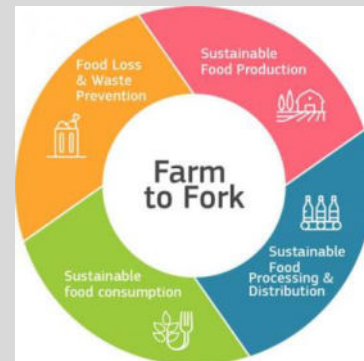 Food Loss
& Waste
Prevention
Sustainable
Food Production
Farm
to Fork
Sustainable
Food
Processing &
Distribution
Sustainable
food consumption